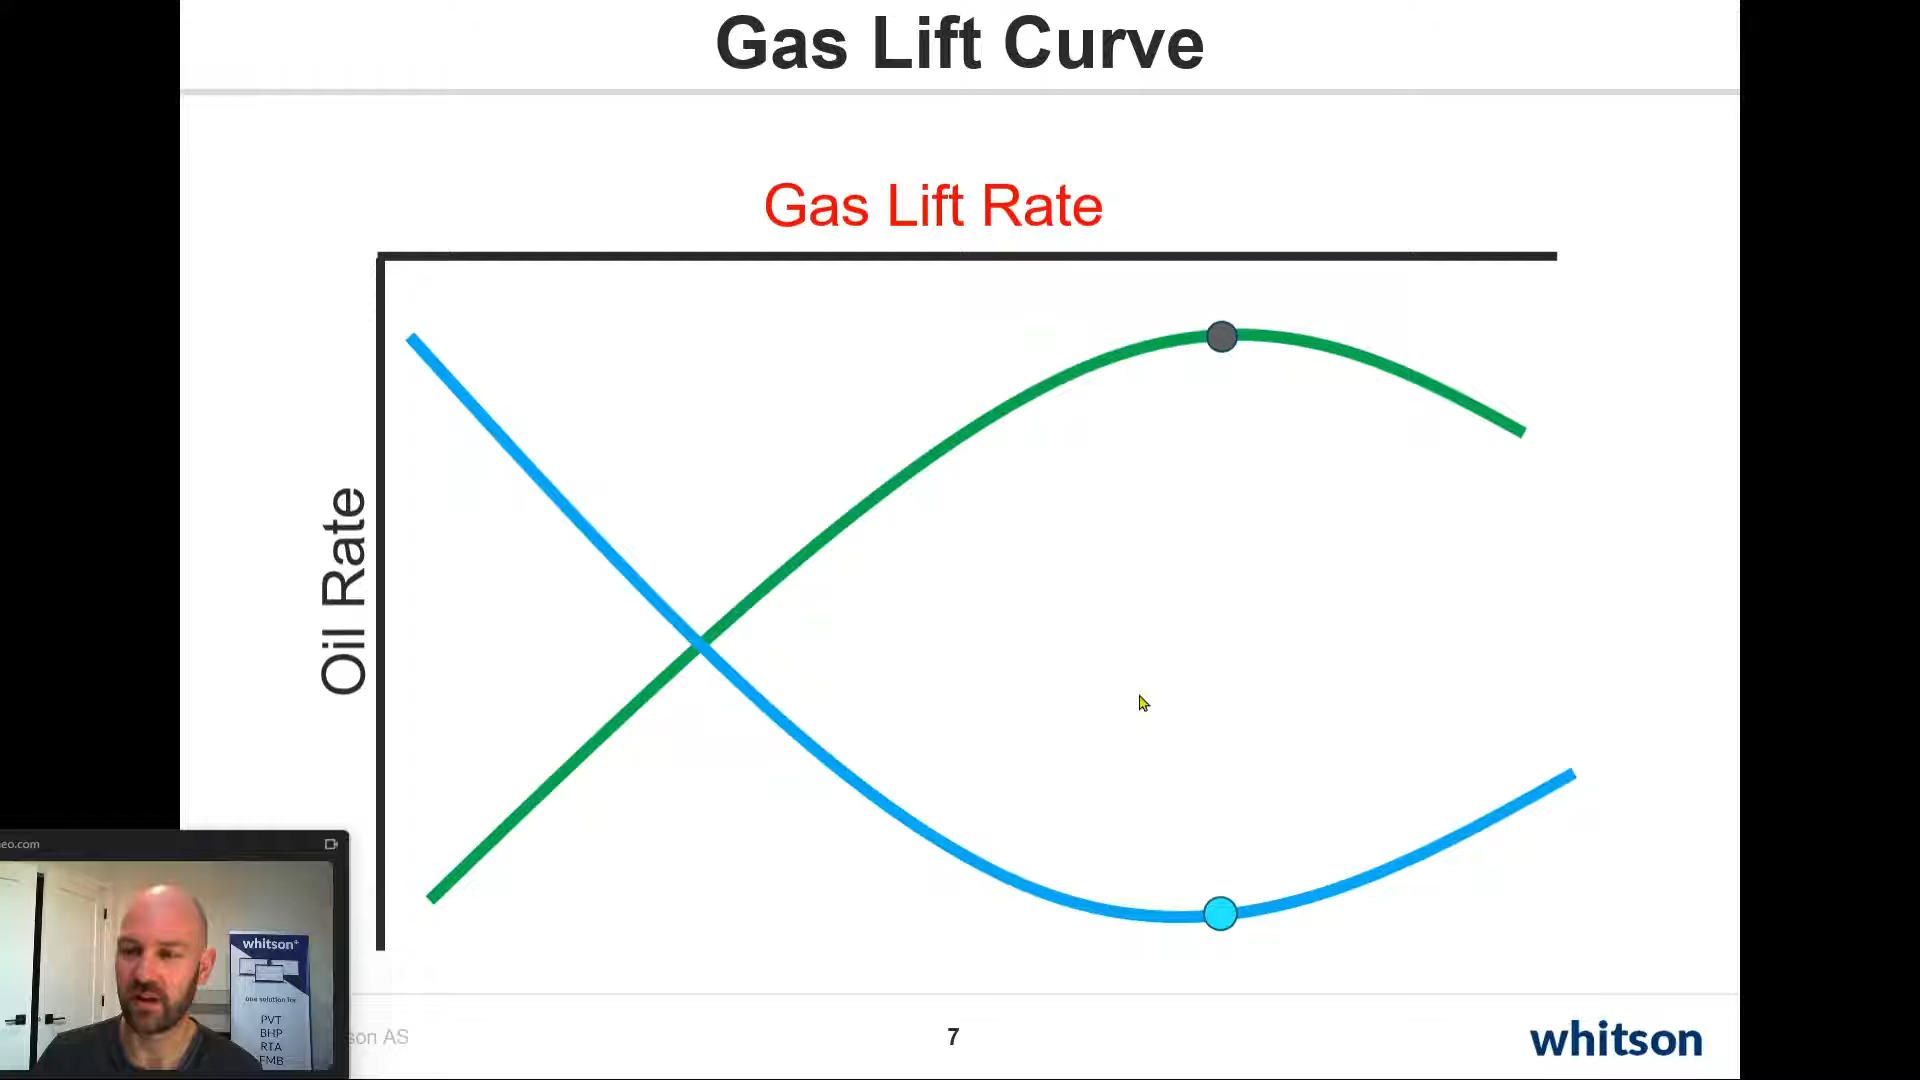 Gas Lift Curve
Gas Lift Rate
Oil Rate
eo.com
whitson+
one solution for
PVT
BHP
RTA
FMB
son AS
7
whitson